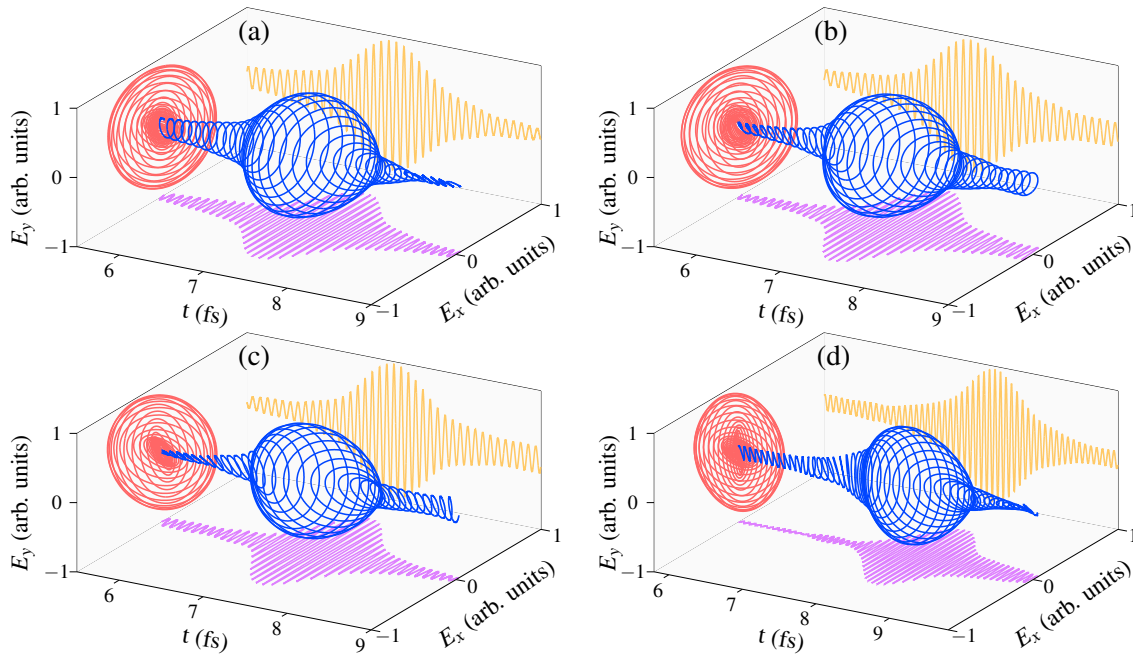 (a)
E_y (arb. units)
1
0
−1
6
7
8
9
t (fs)
−1
0
1
E_x (arb. units)
(b)
E_y (arb. units)
1
0
−1
6
7
8
9
t (fs)
−1
0
1
E_x (arb. units)
(c)
E_y (arb. units)
1
0
−1
6
7
8
9
t (fs)
−1
0
1
E_x (arb. units)
(d)
E_y (arb. units)
1
0
−1
6
7
8
9
t (fs)
−1
0
1
E_x (arb. units)